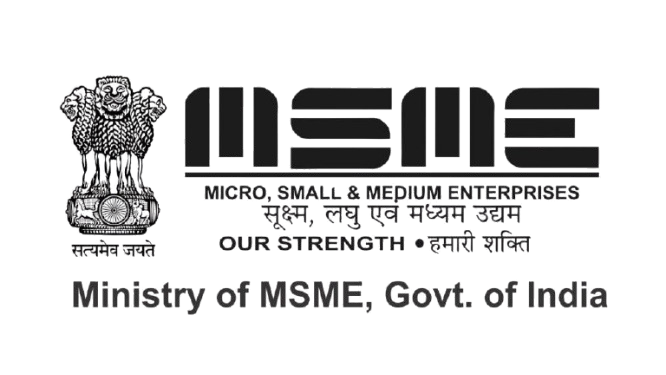 MSME
MICRO, SMALL & MEDIUM ENTERPRISES
सूक्ष्म, लघु एवं मध्यम उद्यम
OUR STRENGTH • हमारी शक्ति
सत्यमेव जयते
Ministry of MSME, Govt. of India